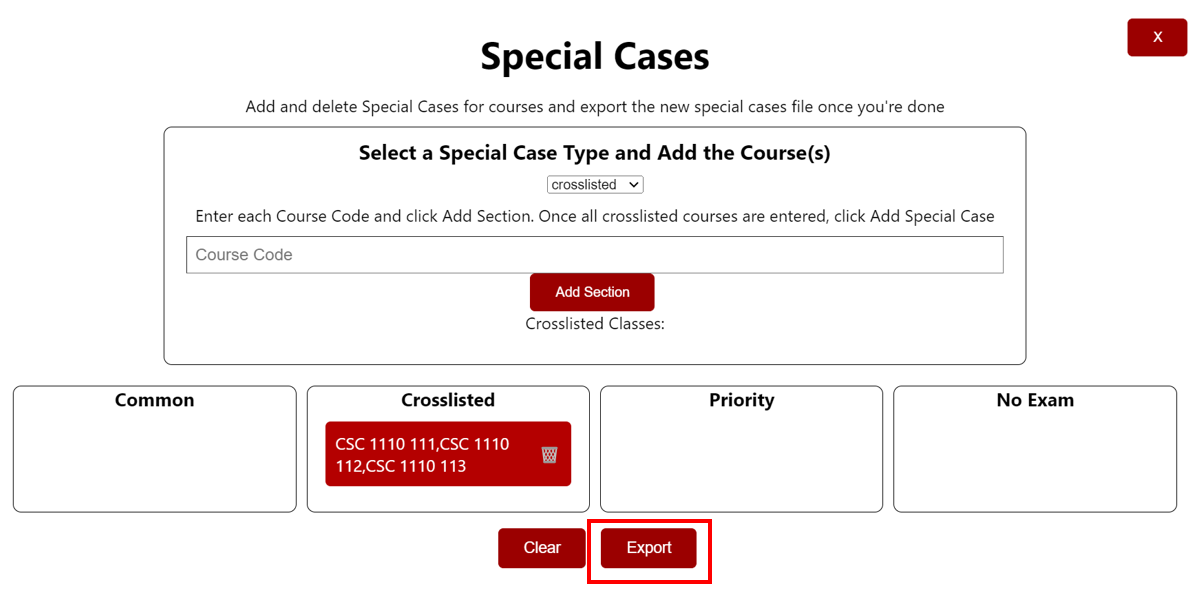 X
Special Cases
Add and delete Special Cases for courses and export the new special cases file once you're done
Select a Special Case Type and Add the Course(s)
crosslisted
Enter each Course Code and click Add Section. Once all crosslisted courses are entered, click Add Special Case
Course Code
Add Section
Crosslisted Classes:
Common
Crosslisted
CSC 1110 111,CSC 1110
112,CSC 1110 113
Priority
No Exam
Clear
Export